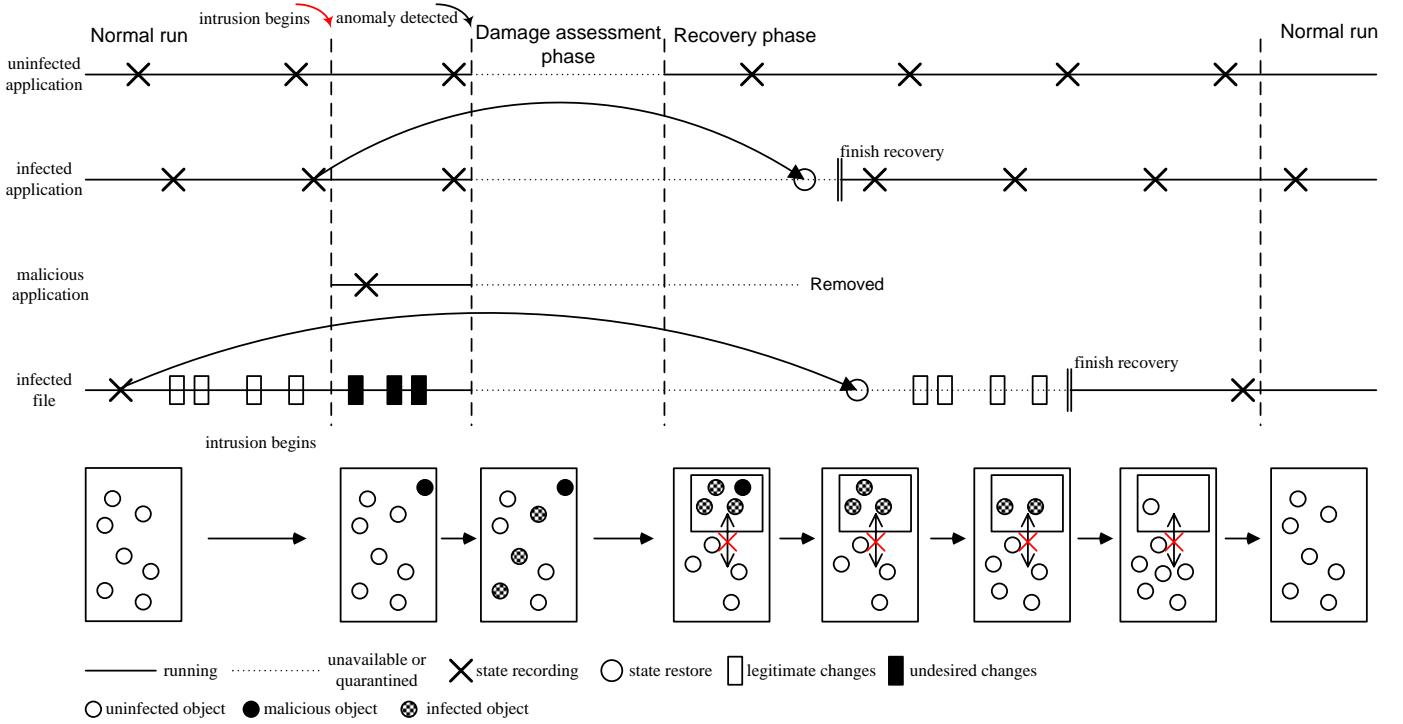 intrusion begins
anomaly detected
Normal run
Damage assessment
phase
Recovery phase
Normal run
uninfected
application
infected
application
finish recovery
malicious
application
Removed
infected
file
finish recovery
intrusion begins
running
unavailable or
quarantined
state recording
state restore
legitimate changes
undesired changes
uninfected object
malicious object
infected object